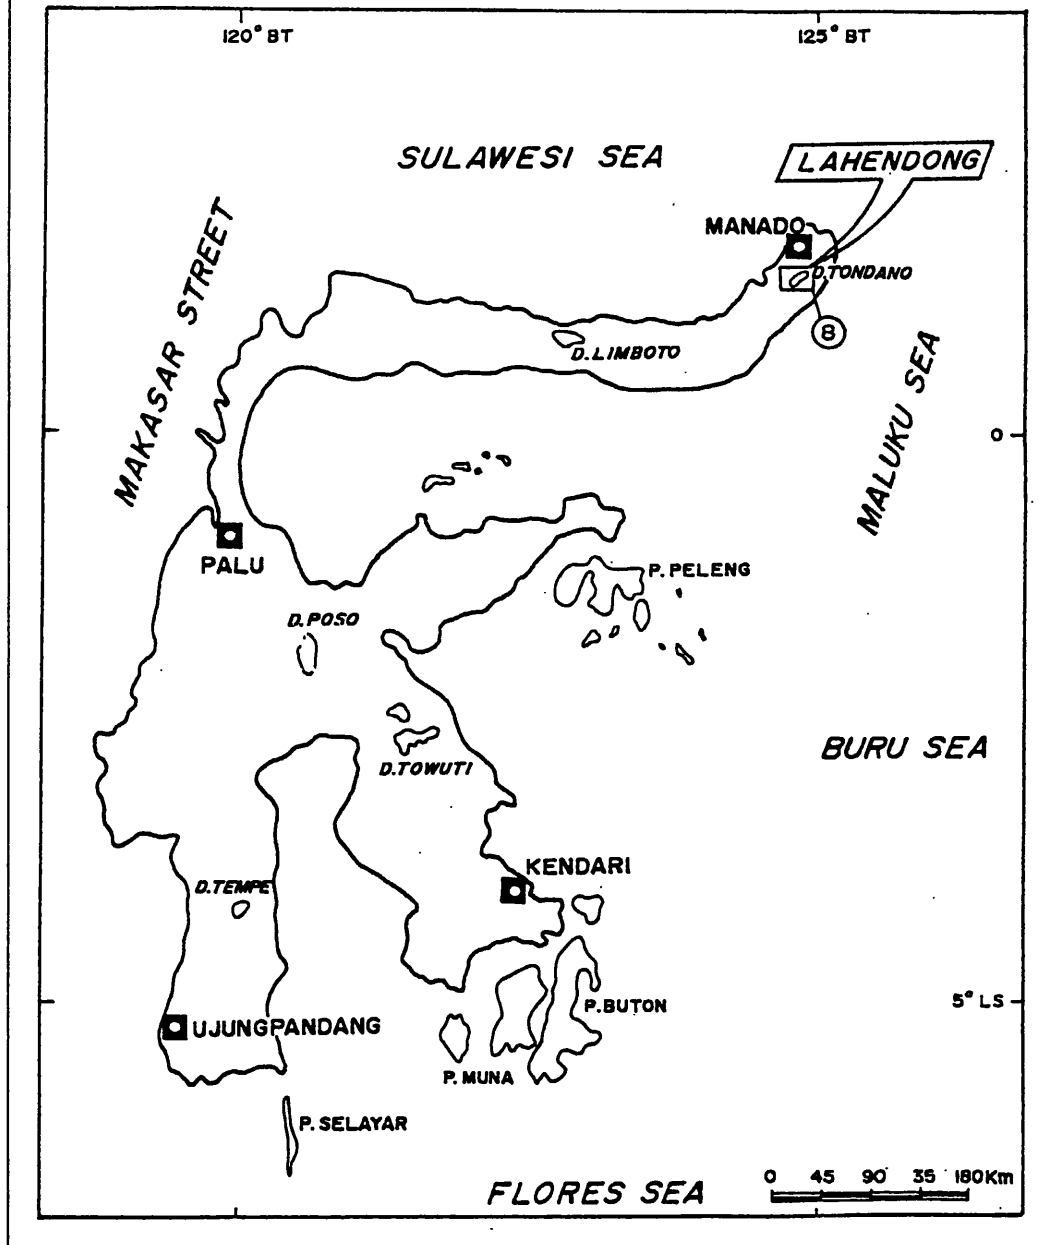 120° BT
125° BT
SULAWESI SEA
LAHENDONG
MANADO
D.TONDANO
MAKASAR STREET
8
D.LIMBOTO
MALUKU SEA
0
PALU
P.PELENG
D.POSO
BURU SEA
D.TOWUTI
KENDARI
D.TEMPE
5° LS
P.BUTON
UJUNGPANDANG
P. MUNA
P. SELAYAR
0 45 90 35 180Km
FLORES SEA